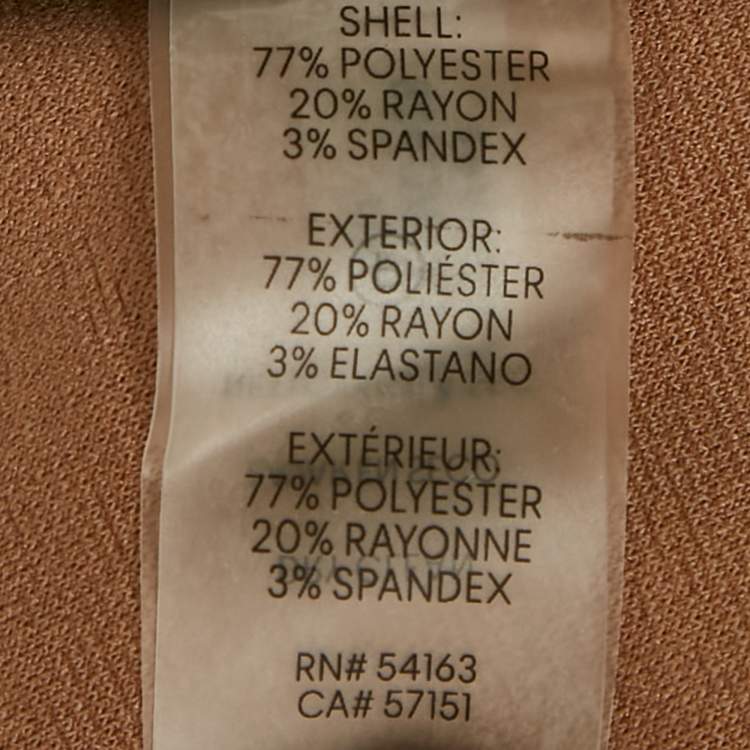 SHELL:
77% POLYESTER
20% RAYON
3% SPANDEX
EXTERIOR:
77% POLIÉSTER
20% RAYON
3% ELASTANO
EXTÉRIEUR:
77% POLYESTER
20% RAYONNE
3% SPANDEX
RN# 54163
CA# 57151